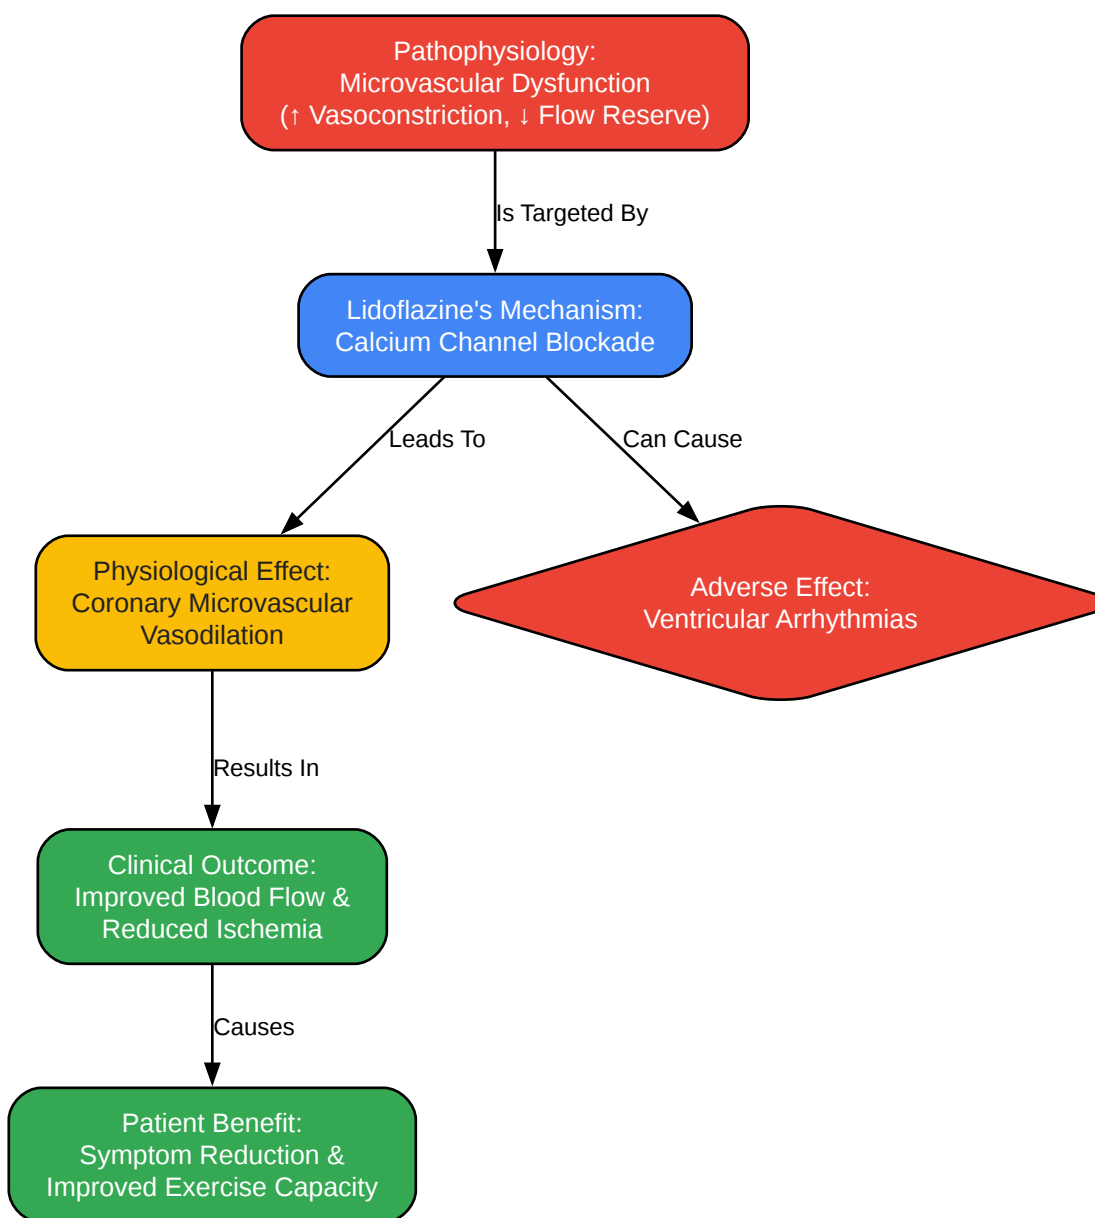 Pathophysiology:
Microvascular Dysfunction
(↑ Vasoconstriction, ↓ Flow Reserve)
Is Targeted By
Lidoflazine's Mechanism:
Calcium Channel Blockade
Leads To
Can Cause
Physiological Effect:
Coronary Microvascular
Vasodilation
Adverse Effect:
Ventricular Arrhythmias
Results In
Clinical Outcome:
Improved Blood Flow &
Reduced Ischemia
Causes
Patient Benefit:
Symptom Reduction &
Improved Exercise Capacity